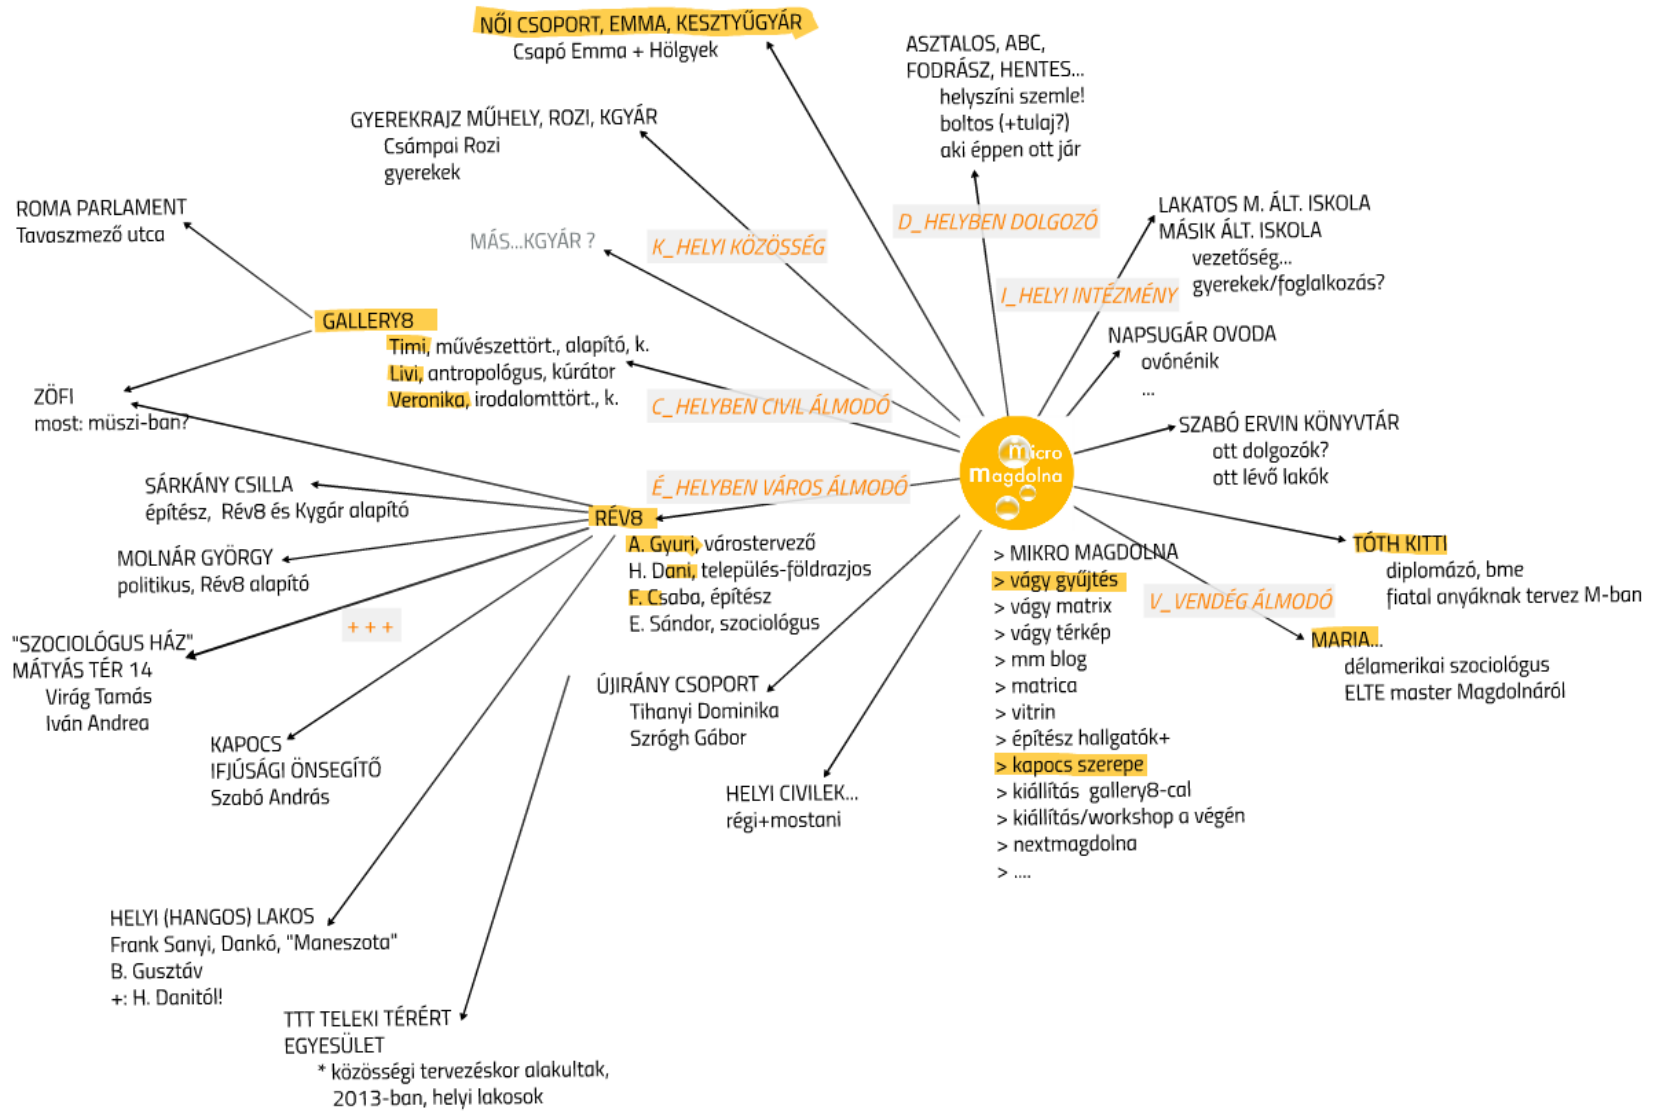 NŐI CSOPORT, EMMA, KESZTYŰGYÁR
Csapó Emma + Hölgyek
ASZTALOS, ABC,
FODRÁSZ, HENTES...
helyszíni szemle!
boltos (+tulaj?)
aki éppen ott jár
GYEREKRAJZ MŰHELY, ROZI, KGYÁR
Csámpai Rozi
gyerekek
ROMA PARLAMENT
Tavaszmező utca
MÁS...KGYÁR ?
K_HELYI KÖZÖSSÉG
D_HELYBEN DOLGOZÓ
LAKATOS M. ÁLT. ISKOLA
MÁSIK ÁLT. ISKOLA
vezetőség...
gyerekek/foglalkozás?
I_HELYI INTÉZMÉNY
NAPSUGÁR OVODA
ovónénik
...
GALLERY8
Timi, művészettört., alapító, k.
Livi, antropológus, kúrátor
Veronika, irodalomttört., k.
ZÖFI
most: müszi-ban?
C_HELYBEN CIVIL ÁLMODÓ
SZABÓ ERVIN KÖNYVTÁR
ott dolgozók?
ott lévő lakók
micro
magdolna
É_HELYBEN VÁROS ÁLMODÓ
SÁRKÁNY CSILLA
építész, Rév8 és Kygár alapító
RÉV8
A. Gyuri, várostervező
H. Dani, település-földrazjos
F. Csaba, építész
E. Sándor, szociológus
MOLNÁR GYÖRGY
politikus, Rév8 alapító
+ + +
"SZOCIOLÓGUS HÁZ"
MÁTYÁS TÉR 14
Virág Tamás
Iván Andrea
KAPOCS
IFJÚSÁGI ÖNSEGÍTŐ
Szabó András
ÚJIRÁNY CSOPORT
Tihanyi Dominika
Szrógh Gábor
HELYI CIVILEK...
régi+mostani
> MIKRO MAGDOLNA
> vágy gyűjtés
> vágy matrix
> vágy térkép
> mm blog
> matrica
> vitrin
> építész hallgatók+
> kapocs szerepe
> kiállítás gallery8-cal
> kiállítás/workshop a végén
> nextmagdolna
> ....
TÓTH KITTI
diplomázó, bme
fiatal anyáknak tervez M-ban
V_VENDÉG ÁLMODÓ
MARIA...
délamerikai szociológus
ELTE master Magdolnáról
HELYI (HANGOS) LAKOS
Frank Sanyi, Dankó, "Maneszota"
B. Gusztáv
+: H. Danitól!
TTT TELEKI TÉRÉRT
EGYESÜLET
* közösségi tervezéskor alakultak,
2013-ban, helyi lakosok